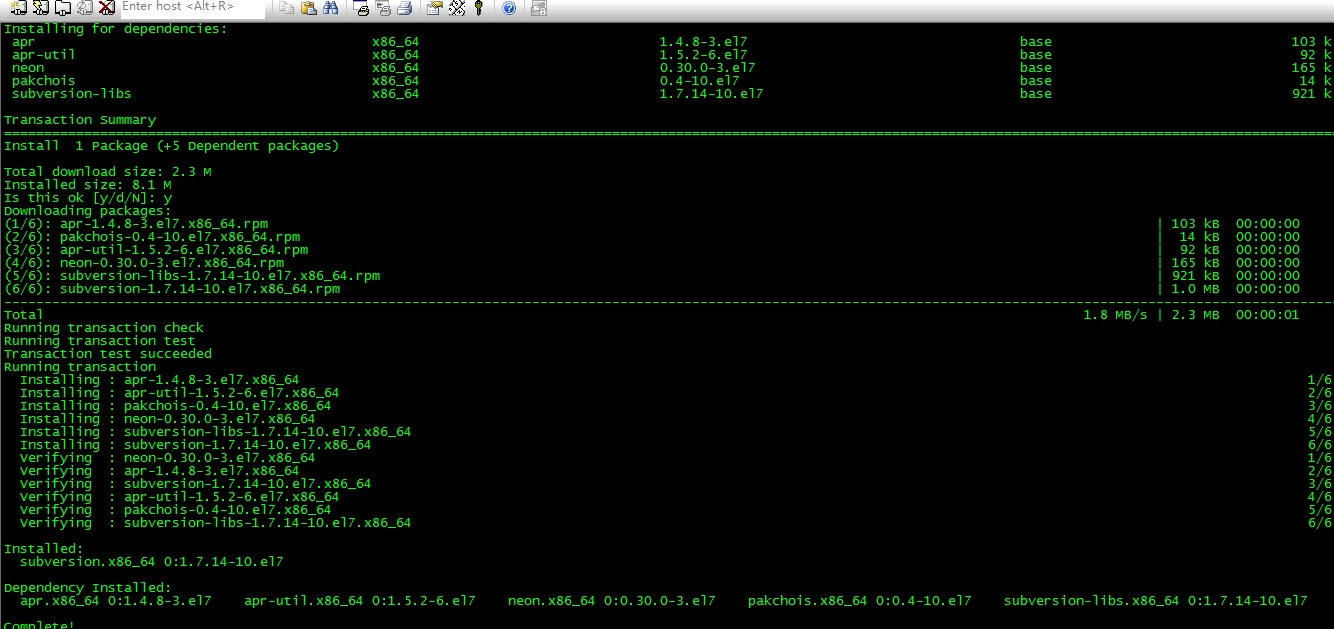 Enter host <Alt+R>
Installing for dependencies:
apr x86_64 1.4.8-3.el7 base 103 k
apr-util x86_64 1.5.2-6.el7 base 92 k
neon x86_64 0.30.0-3.el7 base 165 k
pakchois x86_64 0.4-10.el7 base 14 k
subversion-libs x86_64 1.7.14-10.el7 base 921 k
Transaction Summary
================================================================================
Install 1 Package (+5 Dependent packages)
Total download size: 2.3 M
Installed size: 8.1 M
Is this ok [y/d/N]: y
Downloading packages:
(1/6): apr-1.4.8-3.el7.x86_64.rpm | 103 kB 00:00:00
(2/6): pakchois-0.4-10.el7.x86_64.rpm | 14 kB 00:00:00
(3/6): apr-util-1.5.2-6.el7.x86_64.rpm | 92 kB 00:00:00
(4/6): neon-0.30.0-3.el7.x86_64.rpm | 165 kB 00:00:00
(5/6): subversion-libs-1.7.14-10.el7.x86_64.rpm | 921 kB 00:00:00
(6/6): subversion-1.7.14-10.el7.x86_64.rpm | 1.0 MB 00:00:00
--------------------------------------------------------------------------------
Total 1.8 MB/s | 2.3 MB 00:00:01
Running transaction check
Running transaction test
Transaction test succeeded
Running transaction
Installing : apr-1.4.8-3.el7.x86_64 1/6
Installing : apr-util-1.5.2-6.el7.x86_64 2/6
Installing : pakchois-0.4-10.el7.x86_64 3/6
Installing : neon-0.30.0-3.el7.x86_64 4/6
Installing : subversion-libs-1.7.14-10.el7.x86_64 5/6
Installing : subversion-1.7.14-10.el7.x86_64 6/6
Verifying : neon-0.30.0-3.el7.x86_64 1/6
Verifying : apr-1.4.8-3.el7.x86_64 2/6
Verifying : subversion-1.7.14-10.el7.x86_64 3/6
Verifying : apr-util-1.5.2-6.el7.x86_64 4/6
Verifying : pakchois-0.4-10.el7.x86_64 5/6
Verifying : subversion-libs-1.7.14-10.el7.x86_64 6/6
Installed:
subversion.x86_64 0:1.7.14-10.el7
Dependency Installed:
apr.x86_64 0:1.4.8-3.el7 apr-util.x86_64 0:1.5.2-6.el7 neon.x86_64 0:0.30.0-3.el7 pakchois.x86_64 0:0.4-10.el7 subversion-libs.x86_64 0:1.7.14-10.el7
Complete!